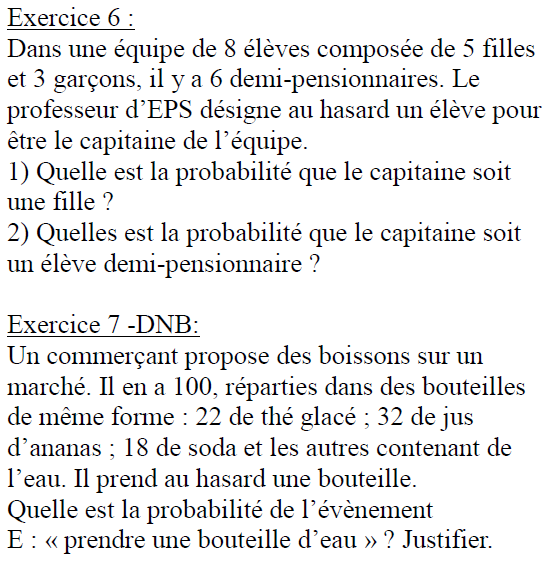 Exercice 6 :
Dans une équipe de 8 élèves composée de 5 filles
et 3 garçons, il y a 6 demi-pensionnaires. Le
professeur d’EPS désigne au hasard un élève pour
être le capitaine de l’équipe.
1) Quelle est la probabilité que le capitaine soit
une fille ?
2) Quelles est la probabilité que le capitaine soit
un élève demi-pensionnaire ?
Exercice 7 -DNB:
Un commerçant propose des boissons sur un
marché. Il en a 100, réparties dans des bouteilles
de même forme : 22 de thé glacé ; 32 de jus
d’ananas ; 18 de soda et les autres contenant de
l’eau. Il prend au hasard une bouteille.
Quelle est la probabilité de l’évènement
E : « prendre une bouteille d’eau » ? Justifier.